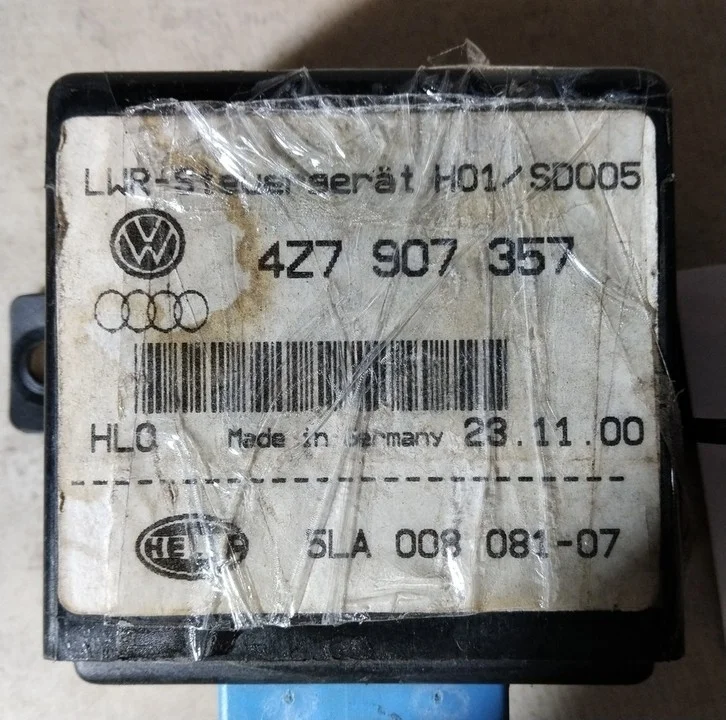 LWR-Steuergerät H01/SD005
4Z7 907 357
HLO Made in Germany 23.11.00
HELLA 5LA 008 081-07